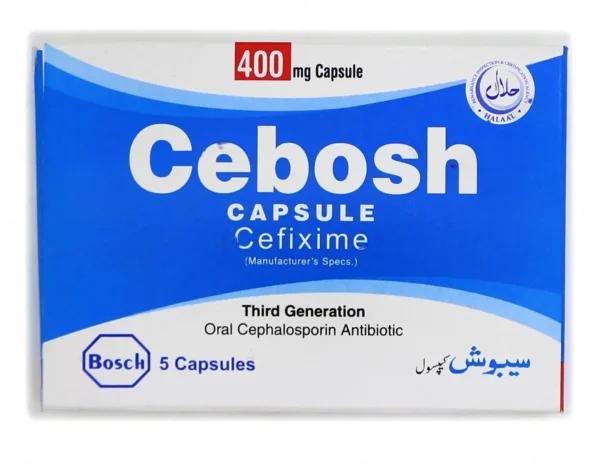 400 mg Capsule
حلال
HALAAL
Cebosh
CAPSULE
Cefixime
(Manufacturer's Specs.)
Third Generation
Oral Cephalosporin Antibiotic
Bosch 5 Capsules
سیبوش کیپسول